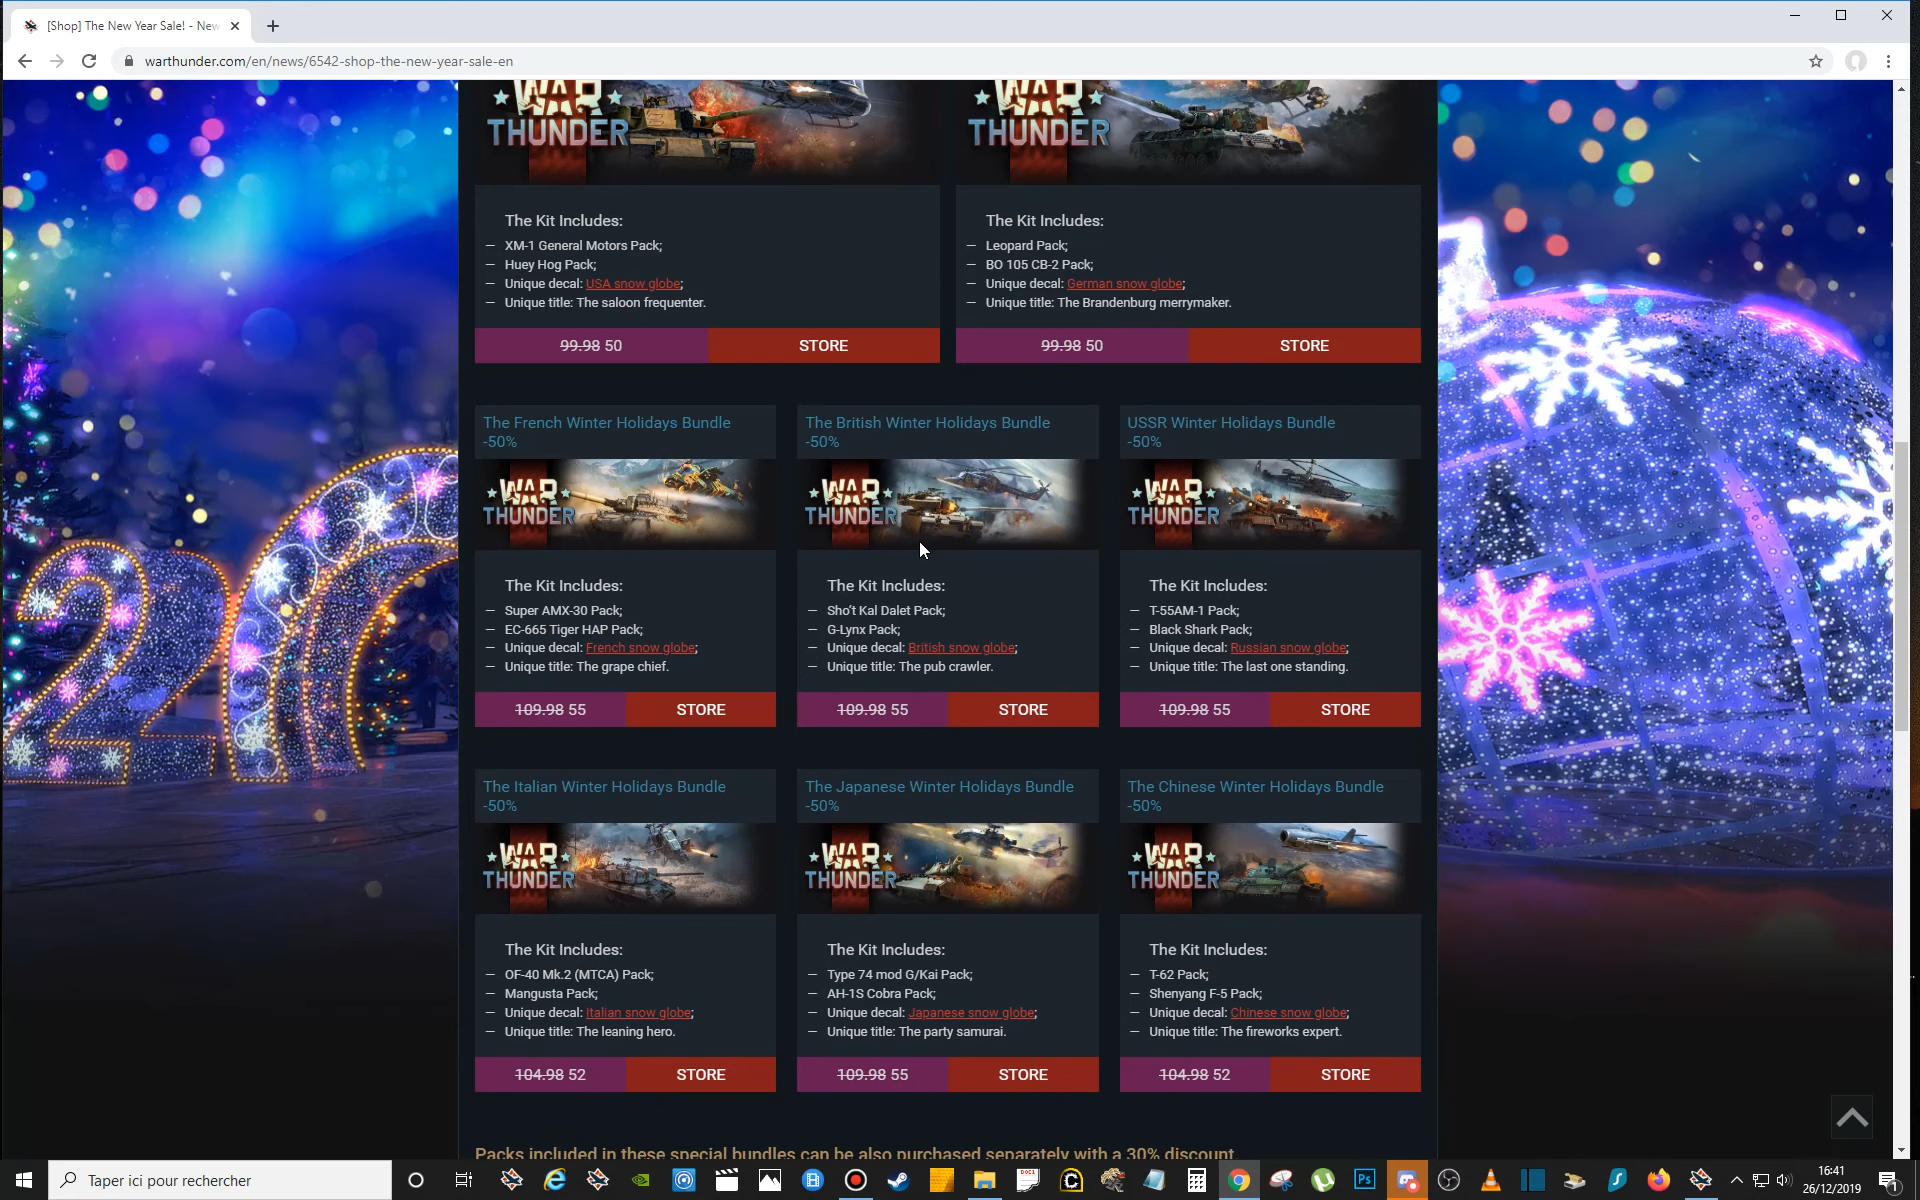 [Shop] The New Year Sale! - New
warthunder.com/en/news/6542-shop-the-new-year-sale-en
WAR THUNDER
WAR THUNDER
The Kit Includes:
— XM-1 General Motors Pack;
— Huey Hog Pack;
— Unique decal: USA snow globe;
— Unique title: The saloon frequenter.
99.98 50 STORE
The Kit Includes:
— Leopard Pack;
— BO 105 CB-2 Pack;
— Unique decal: German snow globe;
— Unique title: The Brandenburg merrymaker.
99.98 50 STORE
The French Winter Holidays Bundle
-50%
WAR THUNDER
The Kit Includes:
— Super AMX-30 Pack;
— EC-665 Tiger HAP Pack;
— Unique decal: French snow globe;
— Unique title: The grape chief.
109.98 55 STORE
The British Winter Holidays Bundle
-50%
WAR THUNDER
The Kit Includes:
— Sho't Kal Dalet Pack;
— G-Lynx Pack;
— Unique decal: British snow globe;
— Unique title: The pub crawler.
109.98 55 STORE
USSR Winter Holidays Bundle
-50%
WAR THUNDER
The Kit Includes:
— T-55AM-1 Pack;
— Black Shark Pack;
— Unique decal: Russian snow globe;
— Unique title: The last one standing.
109.98 55 STORE
The Italian Winter Holidays Bundle
-50%
WAR THUNDER
The Kit Includes:
— OF-40 Mk.2 (MTCA) Pack;
— Mangusta Pack;
— Unique decal: Italian snow globe;
— Unique title: The leaning hero.
104.98 52 STORE
The Japanese Winter Holidays Bundle
-50%
WAR THUNDER
The Kit Includes:
— Type 74 mod G/Kai Pack;
— AH-1S Cobra Pack;
— Unique decal: Japanese snow globe;
— Unique title: The party samurai.
109.98 55 STORE
The Chinese Winter Holidays Bundle
-50%
WAR THUNDER
The Kit Includes:
— T-62 Pack;
— Shenyang F-5 Pack;
— Unique decal: Chinese snow globe;
— Unique title: The fireworks expert.
104.98 52 STORE
Packs included in these special bundles can be also purchased separately with a 30% discount.
Taper ici pour rechercher
Ps
16:41
26/12/2019
1